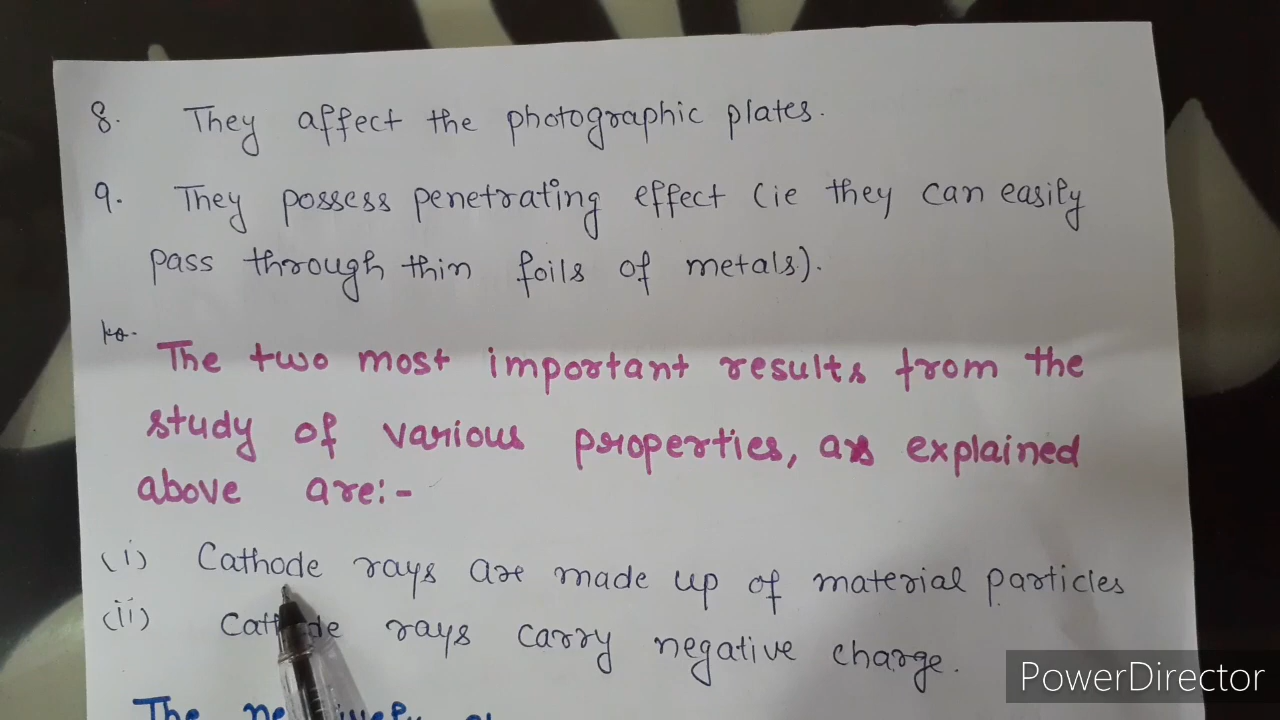 8. They affect the photographic plates.
9. They possess penetrating effect (ie they can easily
pass through thin foils of metals).
The two most important results from the
study of various properties, as explained
above are:-
(i) Cathode rays are made up of material particles
(ii) Cathode rays carry negative charge.
The
PowerDirector